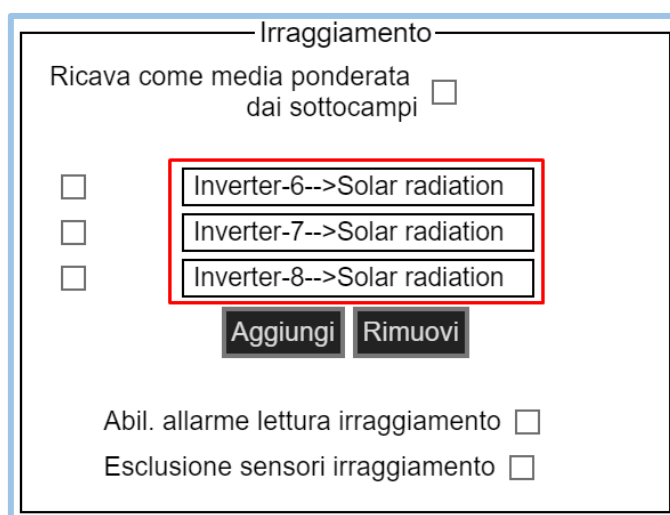 Irraggiamento
Ricava come media ponderata
dai sottocampi
Inverter-6-->Solar radiation
Inverter-7-->Solar radiation
Inverter-8-->Solar radiation
Aggiungi Rimuovi
Abil. allarme lettura irraggiamento
Esclusione sensori irraggiamento